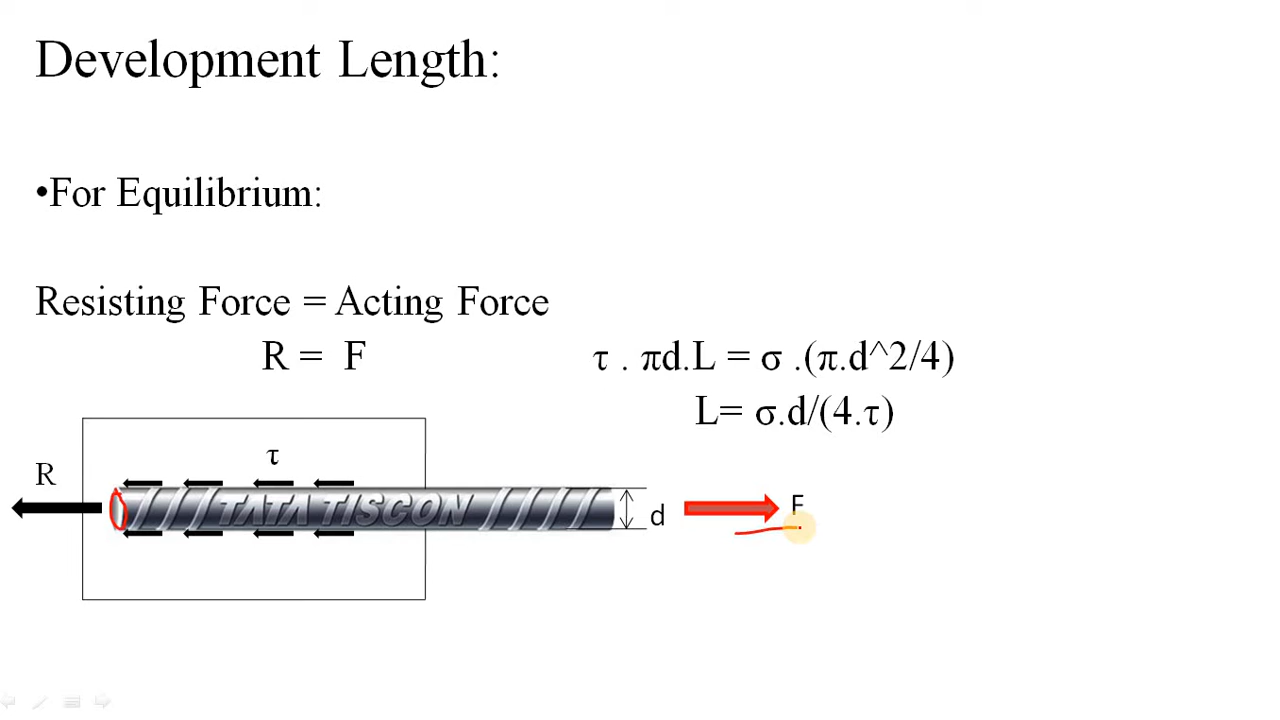 Development Length:
•For Equilibrium:
Resisting Force = Acting Force
R = F
τ . πd.L = σ .(π.d^2/4)
L= σ.d/(4.τ)
τ
R
TATA TISCON
d
F